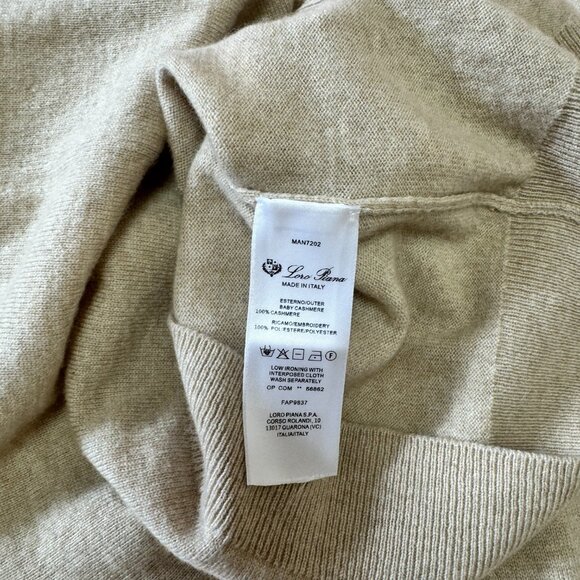 MAN7202
Loro Piana
MADE IN ITALY
ESTERNO/OUTER
BABY CASHMERE
100% CASHMERE
RICAMO/EMBROIDERY
100% POLIESTERE/POLYESTER
F
LOW IRONING WITH
INTERPOSED CLOTH
WASH SEPARATELY
OP COM ** 56862
FAP9837
LORO PIANA S.P.A.
CORSO ROLANDI, 10
13017 QUARONA (VC)
ITALIA/ITALY